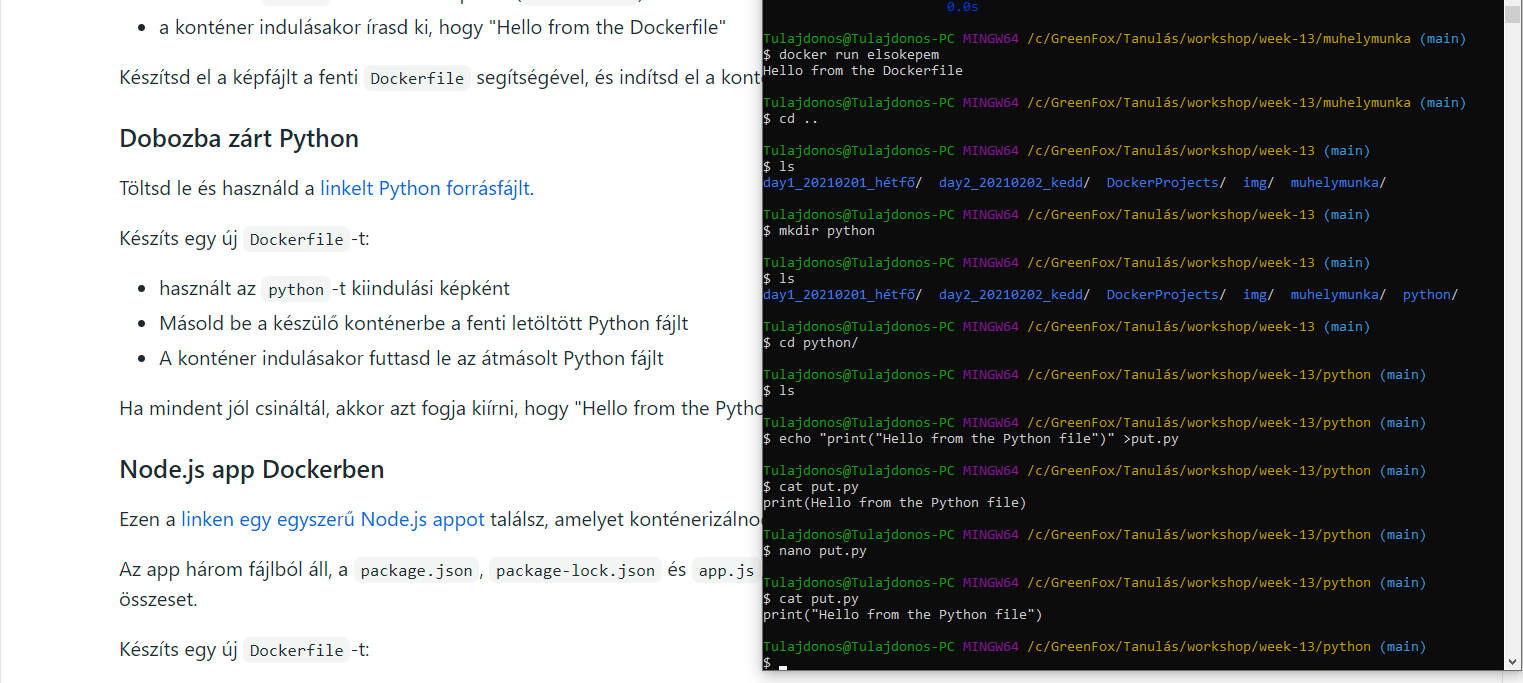 a konténer indulásakor írasd ki, hogy "Hello from the Dockerfile"
Készítsd el a képfájlt a fenti Dockerfile segítségével, és indítsd el a kont
Dobozba zárt Python
Töltsd le és használd a linkelt Python forrásfájlt.
Készíts egy új Dockerfile -t:
használt az python -t kiindulási képként
Másold be a készülő konténerbe a fenti letöltött Python fájlt
A konténer indulásakor futtasd le az átmásolt Python fájlt
Ha mindent jól csináltál, akkor azt fogja kiírni, hogy "Hello from the Pytho
Node.js app Dockerben
Ezen a linken egy egyszerű Node.js appot találsz, amelyet konténerizálno
Az app három fájlból áll, a package.json , package-lock.json és app.js
összeset.
Készíts egy új Dockerfile -t:
0.0s
Tulajdonos@Tulajdonos-PC MINGW64 /c/GreenFox/Tanulás/workshop/week-13/muhelymunka (main)
$ docker run elsokepem
Hello from the Dockerfile
Tulajdonos@Tulajdonos-PC MINGW64 /c/GreenFox/Tanulás/workshop/week-13/muhelymunka (main)
$ cd ..
Tulajdonos@Tulajdonos-PC MINGW64 /c/GreenFox/Tanulás/workshop/week-13 (main)
$ ls
day1_20210201_hétfő/ day2_20210202_kedd/ DockerProjects/ img/ muhelymunka/
Tulajdonos@Tulajdonos-PC MINGW64 /c/GreenFox/Tanulás/workshop/week-13 (main)
$ mkdir python
Tulajdonos@Tulajdonos-PC MINGW64 /c/GreenFox/Tanulás/workshop/week-13 (main)
$ ls
day1_20210201_hétfő/ day2_20210202_kedd/ DockerProjects/ img/ muhelymunka/ python/
Tulajdonos@Tulajdonos-PC MINGW64 /c/GreenFox/Tanulás/workshop/week-13 (main)
$ cd python/
Tulajdonos@Tulajdonos-PC MINGW64 /c/GreenFox/Tanulás/workshop/week-13/python (main)
$ ls
Tulajdonos@Tulajdonos-PC MINGW64 /c/GreenFox/Tanulás/workshop/week-13/python (main)
$ echo "print("Hello from the Python file")" >put.py
Tulajdonos@Tulajdonos-PC MINGW64 /c/GreenFox/Tanulás/workshop/week-13/python (main)
$ cat put.py
print(Hello from the Python file)
Tulajdonos@Tulajdonos-PC MINGW64 /c/GreenFox/Tanulás/workshop/week-13/python (main)
$ nano put.py
Tulajdonos@Tulajdonos-PC MINGW64 /c/GreenFox/Tanulás/workshop/week-13/python (main)
$ cat put.py
print("Hello from the Python file")
Tulajdonos@Tulajdonos-PC MINGW64 /c/GreenFox/Tanulás/workshop/week-13/python (main)
$